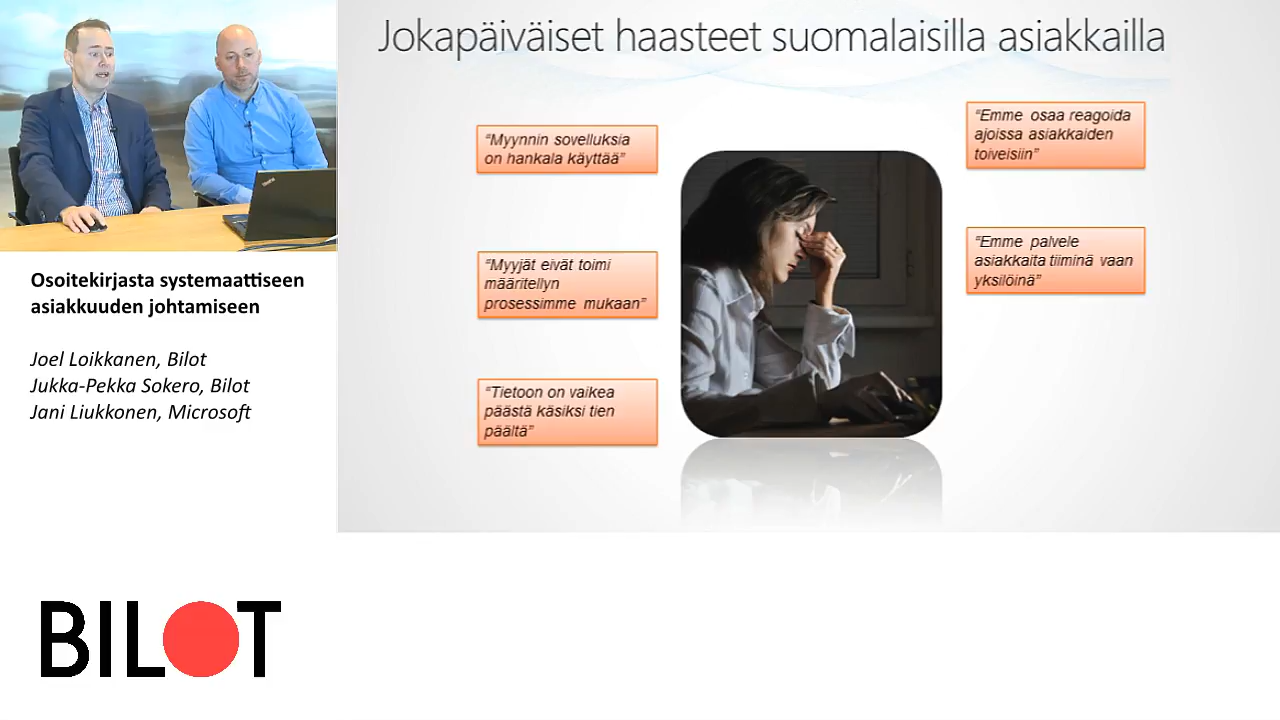 Jokapäiväiset haasteet suomalaisilla asiakkailla
“Myynnin sovelluksia
on hankala käyttää”
“Myyjät eivät toimi
määritellyn
prosessimme mukaan”
“Tietoon on vaikea
päästä käsiksi tien
päältä”
“Emme osaa reagoida
ajoissa asiakkaiden
toiveisiin”
“Emme palvele
asiakkaita tiiminä vaan
yksilöinä”
Osoitekirjasta systemaattiseen
asiakkuuden johtamiseen
Joel Loikkanen, Bilot
Jukka-Pekka Sokero, Bilot
Jani Liukkonen, Microsoft
BILOT